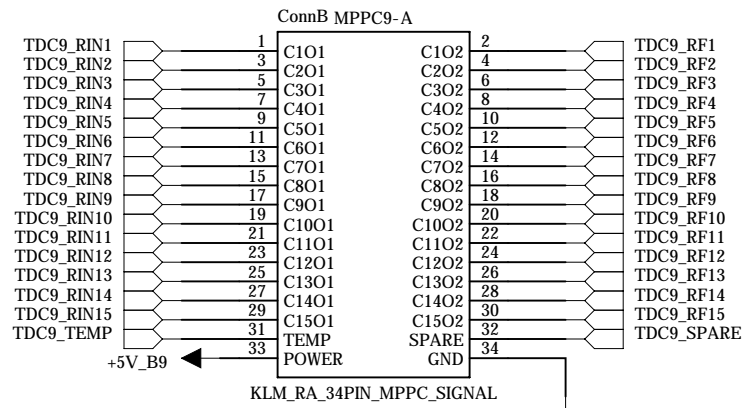 ConnB MPPC9-A
TDC9_RIN1 1 C1O1 C1O2 2 TDC9_RF1
TDC9_RIN2 3 C2O1 C2O2 4 TDC9_RF2
TDC9_RIN3 5 C3O1 C3O2 6 TDC9_RF3
TDC9_RIN4 7 C4O1 C4O2 8 TDC9_RF4
TDC9_RIN5 9 C5O1 C5O2 10 TDC9_RF5
TDC9_RIN6 11 C6O1 C6O2 12 TDC9_RF6
TDC9_RIN7 13 C7O1 C7O2 14 TDC9_RF7
TDC9_RIN8 15 C8O1 C8O2 16 TDC9_RF8
TDC9_RIN9 17 C9O1 C9O2 18 TDC9_RF9
TDC9_RIN10 19 C10O1 C10O2 20 TDC9_RF10
TDC9_RIN11 21 C11O1 C11O2 22 TDC9_RF11
TDC9_RIN12 23 C12O1 C12O2 24 TDC9_RF12
TDC9_RIN13 25 C13O1 C13O2 26 TDC9_RF13
TDC9_RIN14 27 C14O1 C14O2 28 TDC9_RF14
TDC9_RIN15 29 C15O1 C15O2 30 TDC9_RF15
TDC9_TEMP 31 TEMP SPARE 32 TDC9_SPARE
+5V_B9 33 POWER GND 34
KLM_RA_34PIN_MPPC_SIGNAL